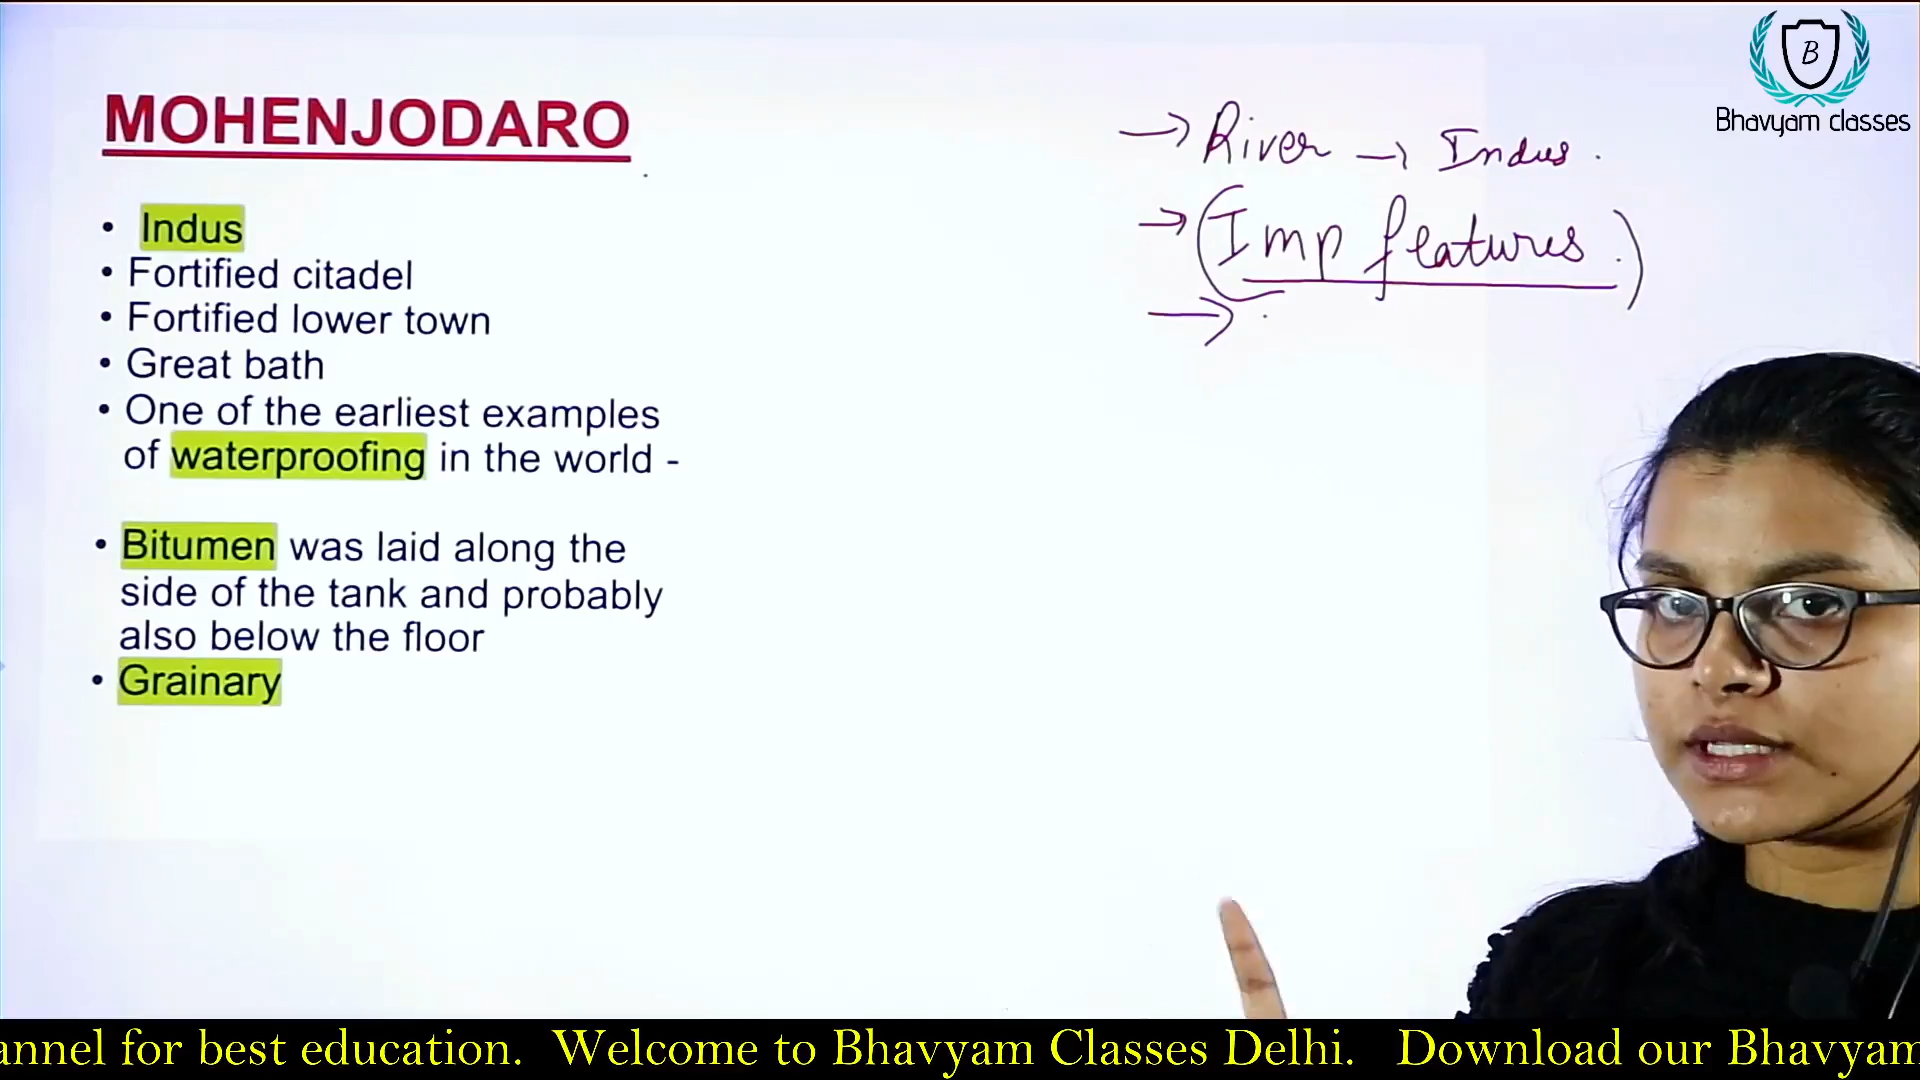 MOHENJODARO
• Indus
• Fortified citadel
• Fortified lower town
• Great bath
• One of the earliest examples
of waterproofing in the world -
• Bitumen was laid along the
side of the tank and probably
also below the floor
• Grainary
→ River → Indus.
→ (Imp features.)
→
B
Bhavyam classes
annel for best education. Welcome to Bhavyam Classes Delhi. Download our Bhavyam